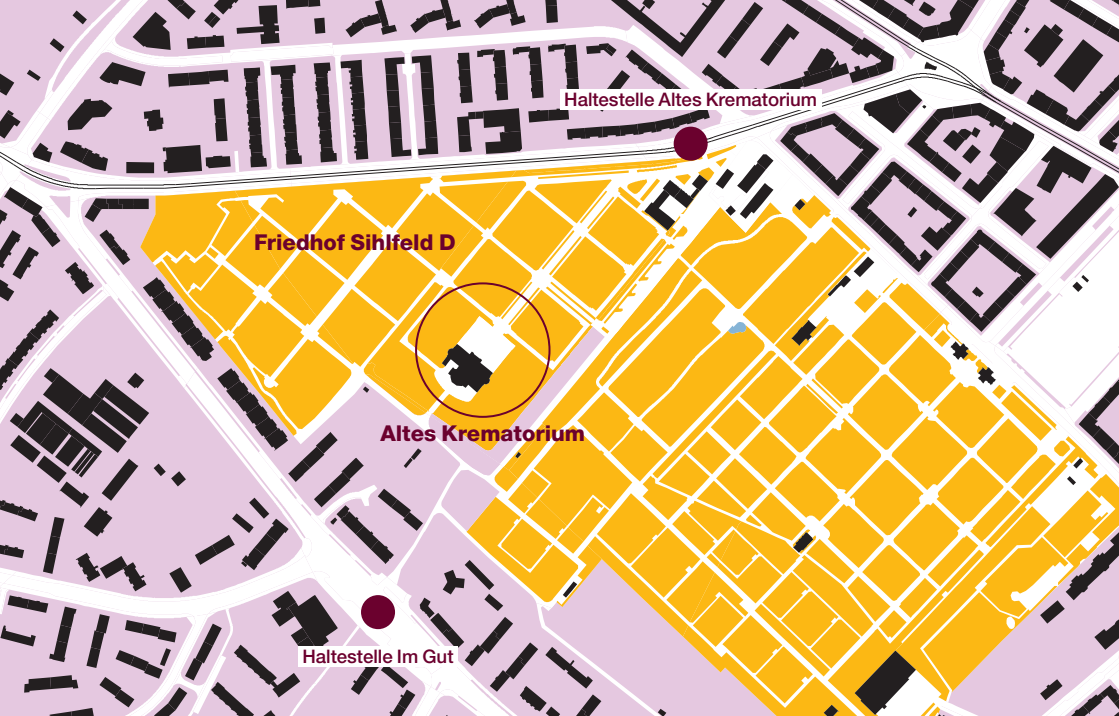 Haltestelle Altes Krematorium
Friedhof Sihlfeld D
Altes Krematorium
Haltestelle Im Gut